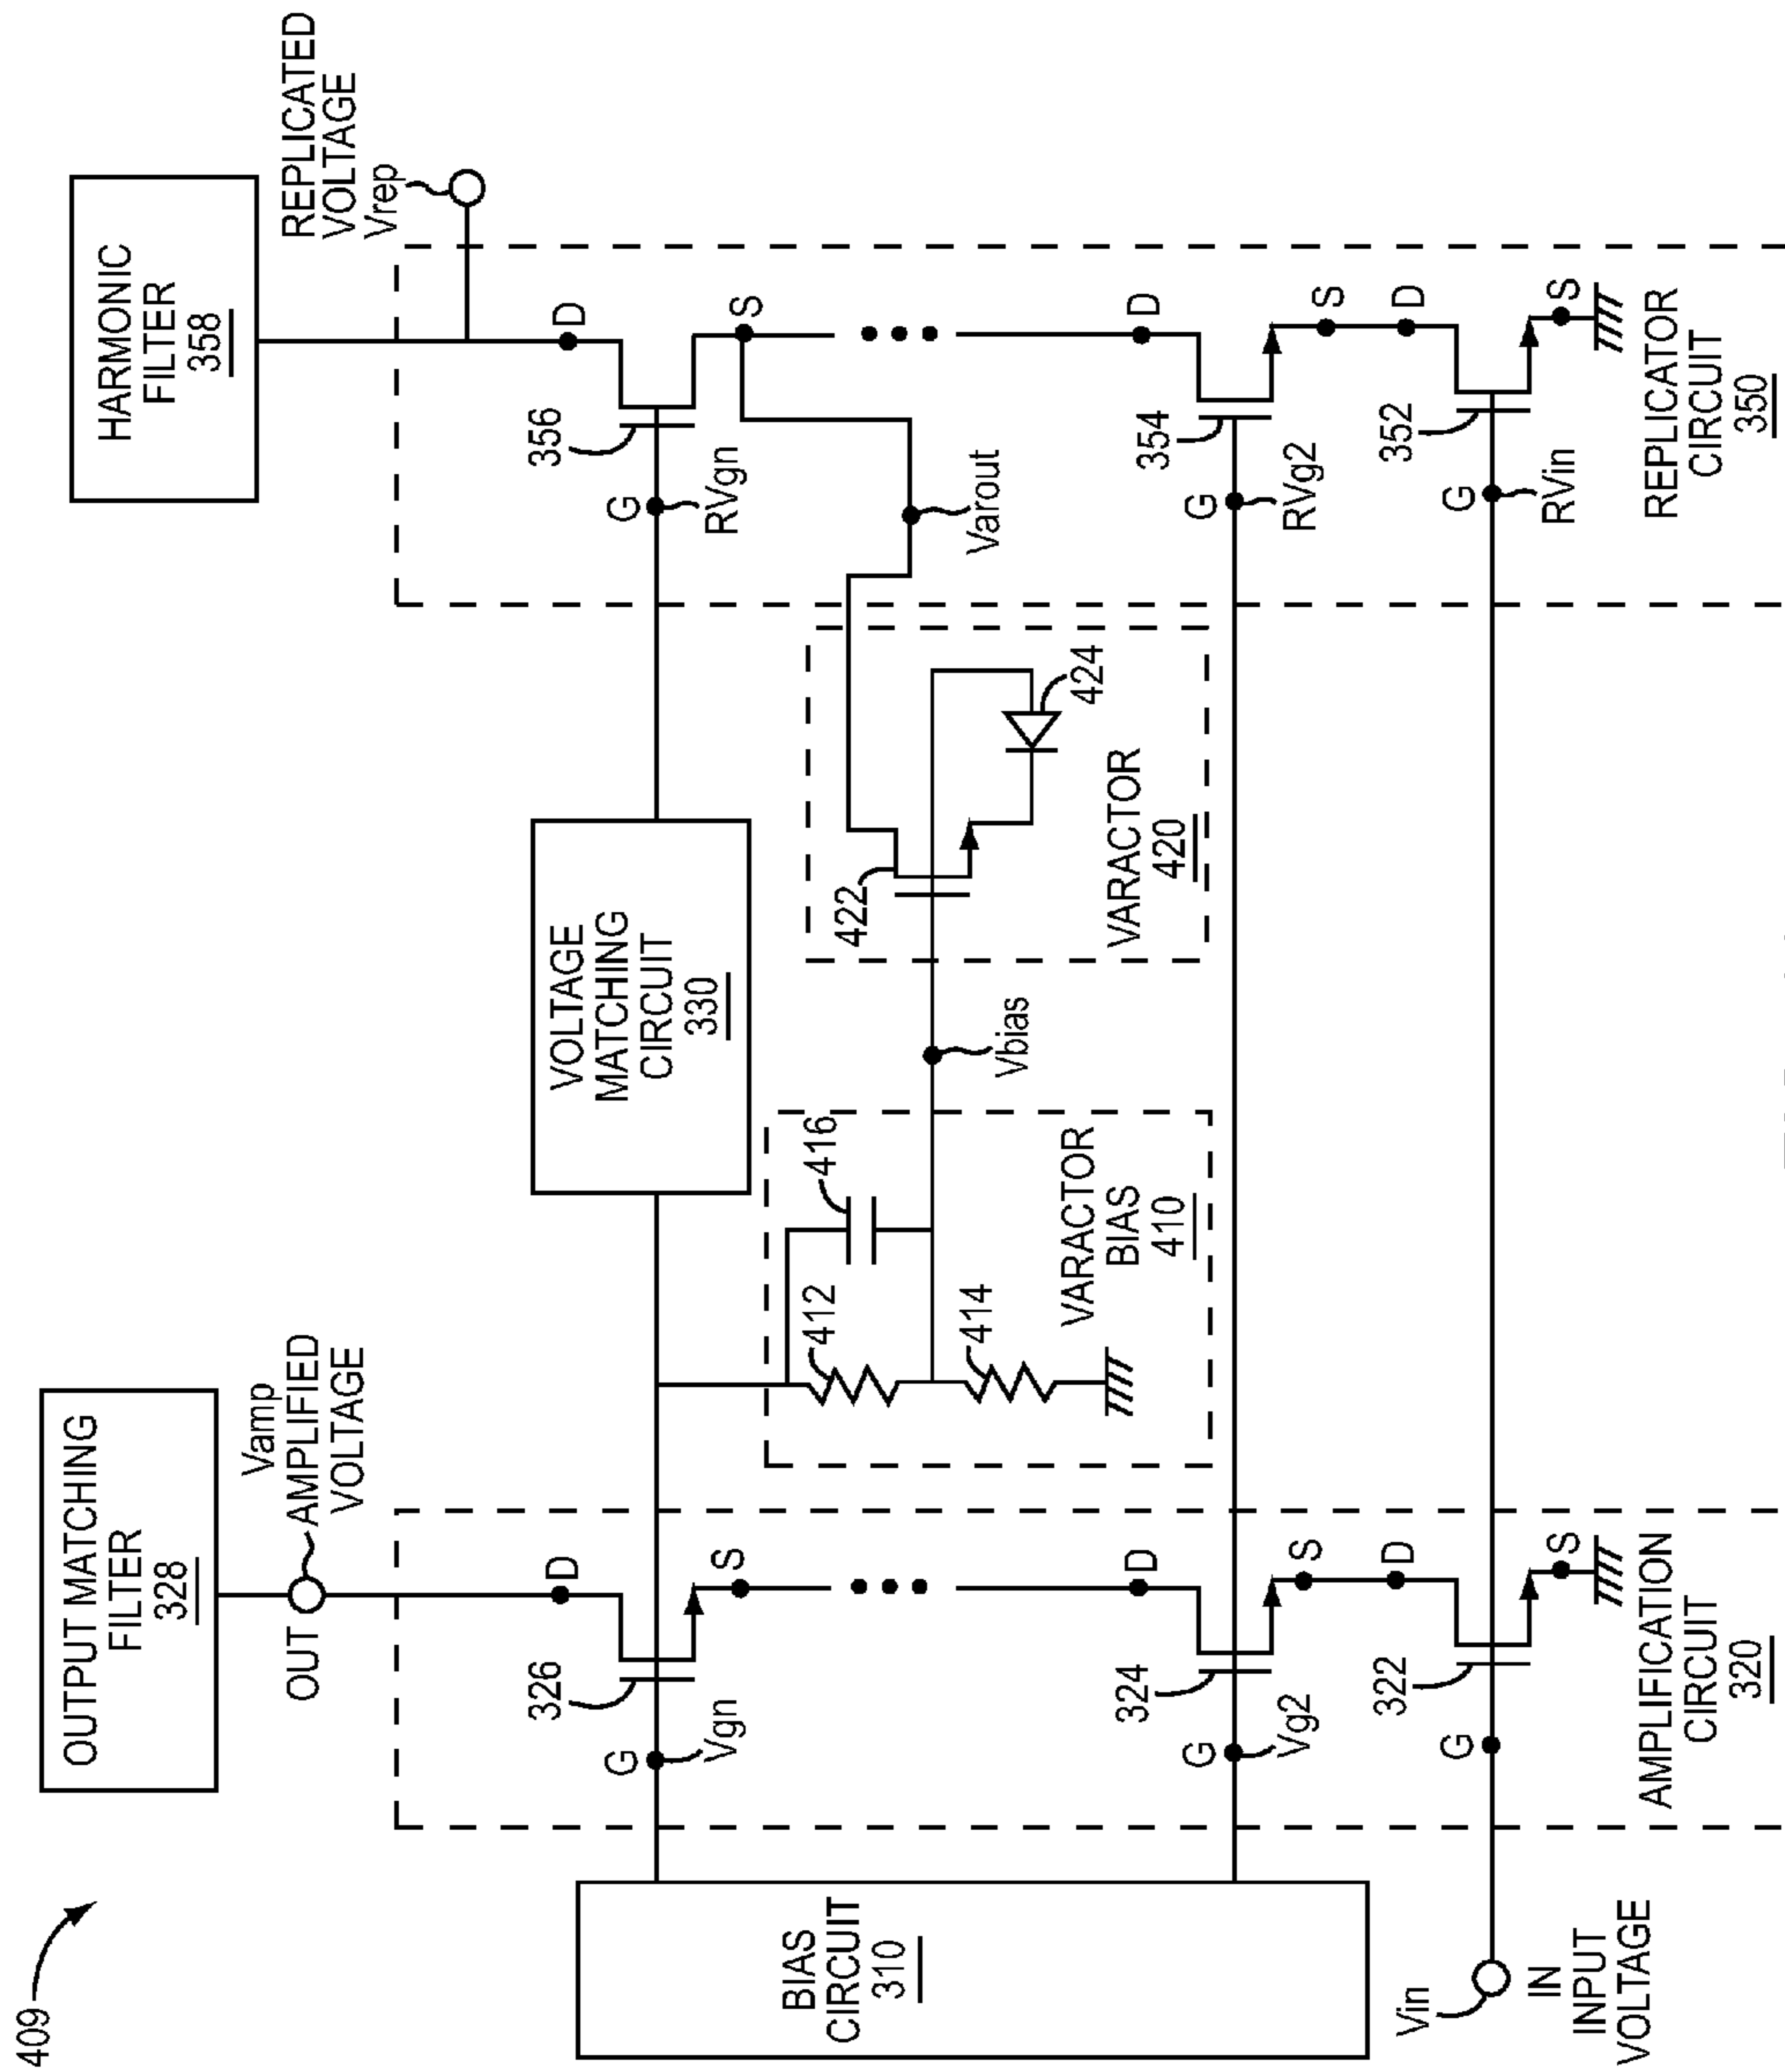 409
OUTPUT MATCHING
FILTER
328
HARMONIC
FILTER
358
OUT
Vamp
AMPLIFIED
VOLTAGE
REPLICATED
VOLTAGE
Vrep
BIAS
CIRCUIT
310
G
Vgn
326
D
S
VOLTAGE
MATCHING
CIRCUIT
330
G
RVgn
356
D
S
412
416
414
VARACTOR
BIAS
410
Vbias
422
424
VARACTOR
420
Varout
G
Vg2
324
D
S
G
RVg2
354
D
S
Vin
IN
INPUT
VOLTAGE
G
322
D
S
AMPLIFICATION
CIRCUIT
320
G
RVin
352
D
S
REPLICATOR
CIRCUIT
350